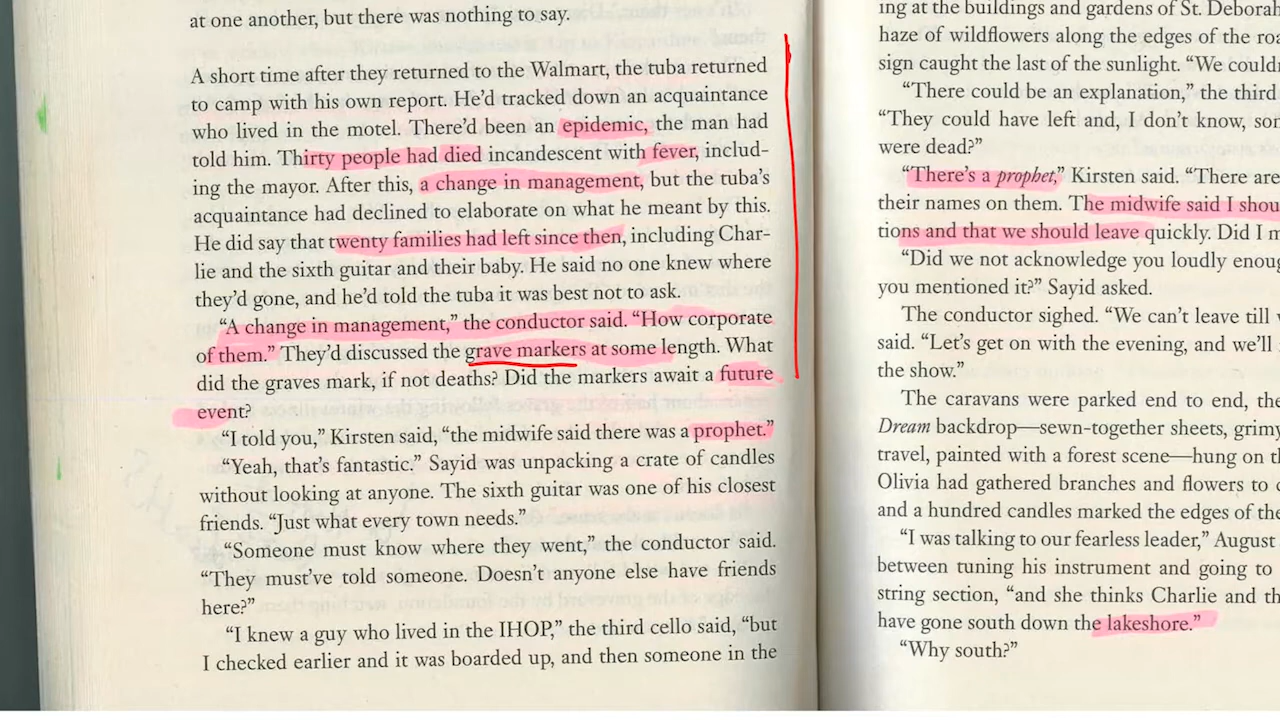 at one another, but there was nothing to say.
A short time after they returned to the Walmart, the tuba returned
to camp with his own report. He’d tracked down an acquaintance
who lived in the motel. There’d been an epidemic, the man had
told him. Thirty people had died incandescent with fever, includ-
ing the mayor. After this, a change in management, but the tuba’s
acquaintance had declined to elaborate on what he meant by this.
He did say that twenty families had left since then, including Char-
lie and the sixth guitar and their baby. He said no one knew where
they’d gone, and he’d told the tuba it was best not to ask.
“A change in management,” the conductor said. “How corporate
of them.” They’d discussed the grave markers at some length. What
did the graves mark, if not deaths? Did the markers await a future
event?
“I told you,” Kirsten said, “the midwife said there was a prophet.”
“Yeah, that’s fantastic.” Sayid was unpacking a crate of candles
without looking at anyone. The sixth guitar was one of his closest
friends. “Just what every town needs.”
“Someone must know where they went,” the conductor said.
“They must’ve told someone. Doesn’t anyone else have friends
here?”
“I knew a guy who lived in the IHOP,” the third cello said, “but
I checked earlier and it was boarded up, and then someone in the
ing at the buildings and gardens of St. Deborah
haze of wildflowers along the edges of the
sign caught the last of the sunlight. “We
“There could be an explanation,” the third
“They could have left and, I don’t know,
were dead?”
“There’s a prophet,” Kirsten said. “There are
their names on them. The midwife said I
tions and that we should leave quickly. Did I
“Did we not acknowledge you loudly
you mentioned it?” Sayid asked.
The conductor sighed. “We can’t leave till
said. “Let’s get on with the evening, and we’ll
the show.”
The caravans were parked end to end, the
Dream backdrop—sewn-together sheets, grimy
travel, painted with a forest scene—hung on
Olivia had gathered branches and flowers to
and a hundred candles marked the edges of the
“I was talking to our fearless leader,” August
between tuning his instrument and going to
string section, “and she thinks Charlie and
have gone south down the lakeshore.”
“Why south?”